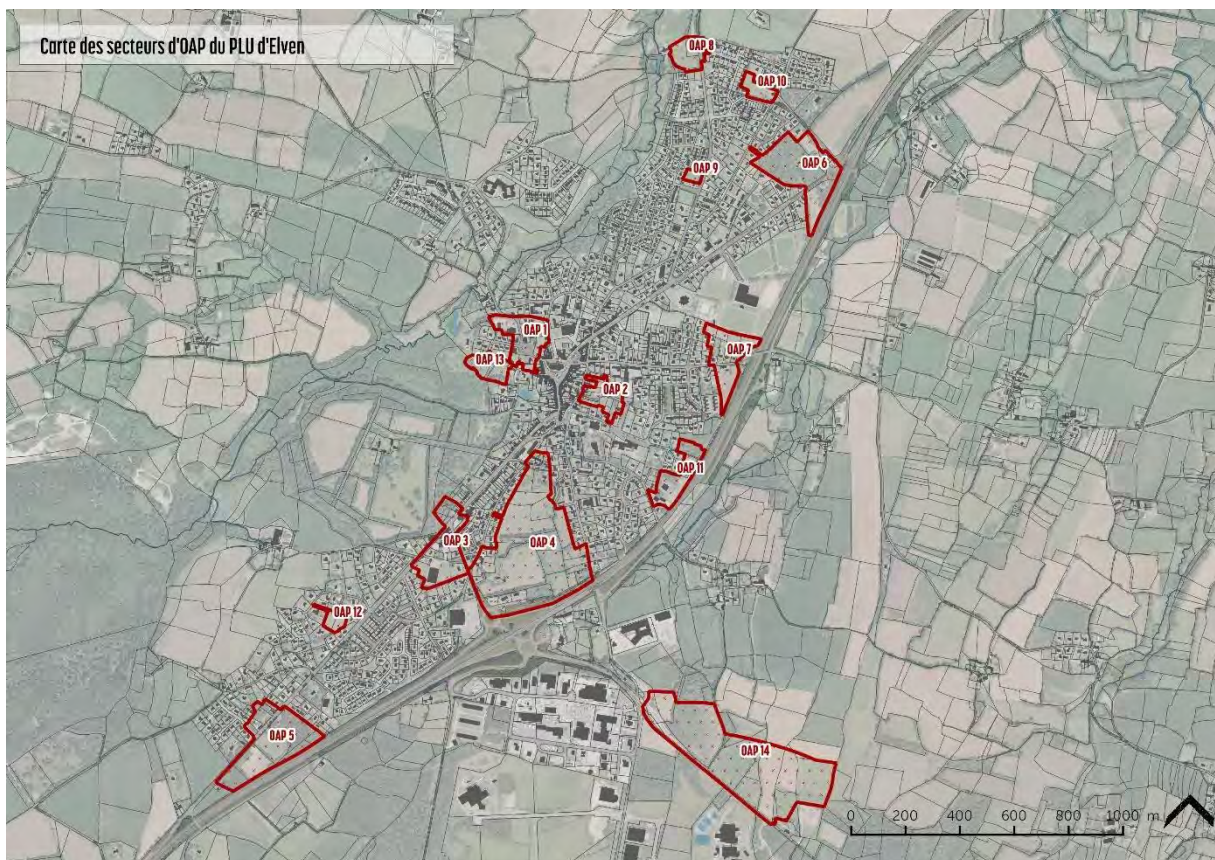 Carte des secteurs d'OAP du PLU d'Elven
OAP 8
OAP 10
OAP 9
OAP 6
OAP 1
OAP 13
OAP 7
OAP 2
OAP 11
OAP 3
OAP 4
OAP 12
OAP 5
OAP 14
0 200 400 600 800 1000 m